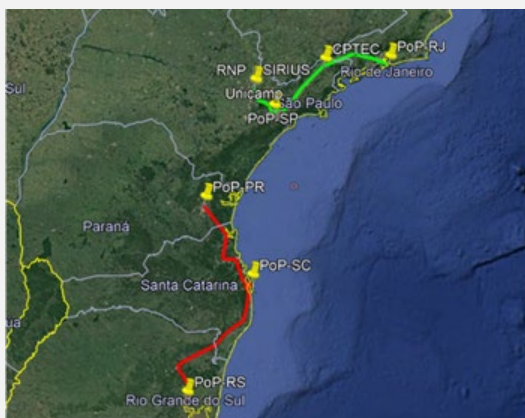 Sul
CPTEC
PoP-RJ
RNP
SIRIUS
Rio de Janeiro
Unicamp
São Paulo
PoP-SP
PoP-PR
Paraná
PoP-SC
Santa Catarina
ua
PoP-RS
Rio Grande do Sul